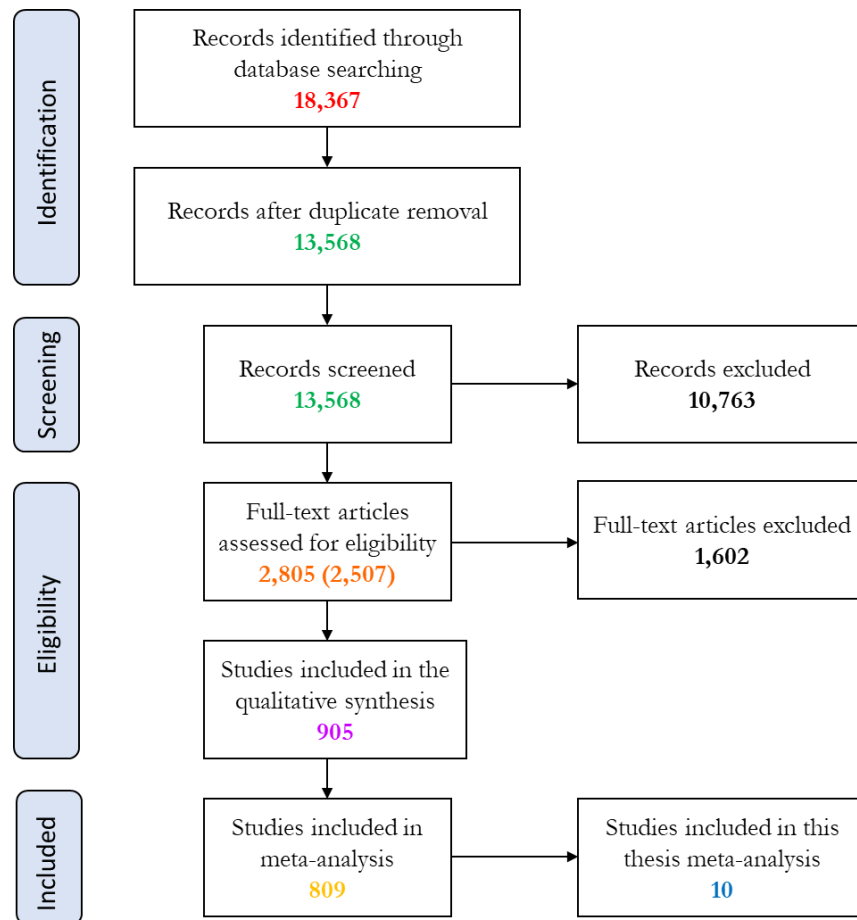 Identification
Records identified through
database searching
18,367
Records after duplicate removal
13,568
Screening
Records screened
13,568
Records excluded
10,763
Eligibility
Full-text articles
assessed for eligibility
2,805 (2,507)
Full-text articles excluded
1,602
Studies included in the
qualitative synthesis
905
Included
Studies included in
meta-analysis
809
Studies included in this
thesis meta-analysis
10